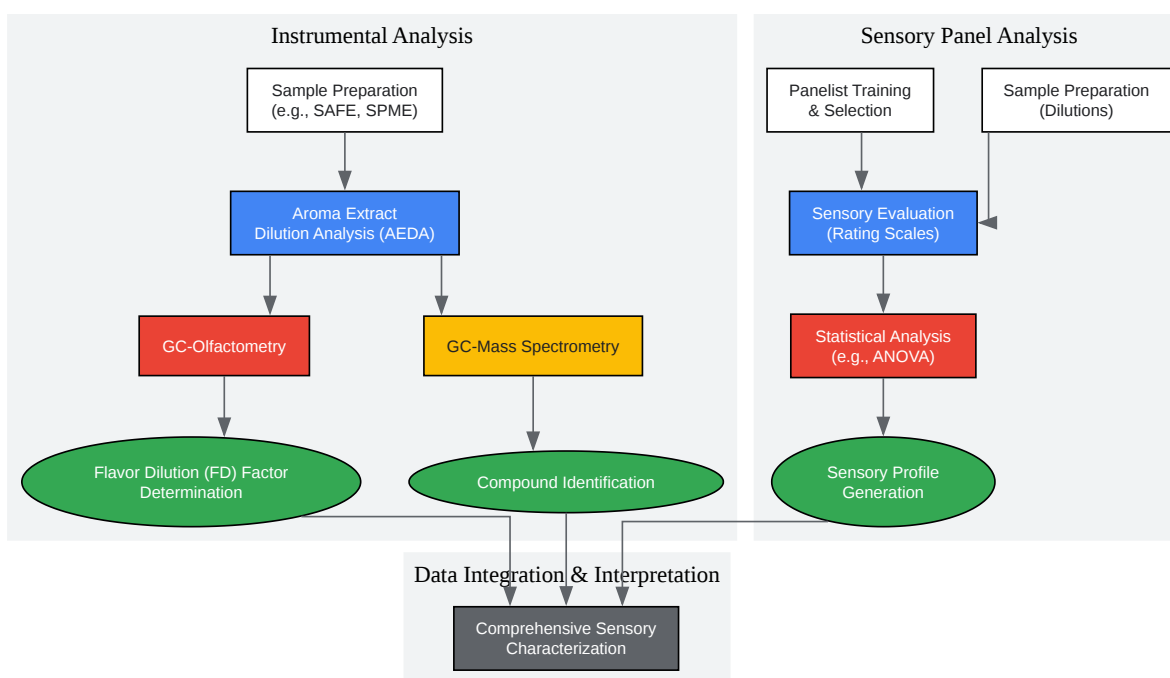 Instrumental Analysis
Sample Preparation
(e.g., SAFE, SPME)
Aroma Extract
Dilution Analysis (AEDA)
GC-Olfactometry
GC-Mass Spectrometry
Flavor Dilution (FD) Factor
Determination
Compound Identification
Sensory Panel Analysis
Panelist Training
& Selection
Sample Preparation
(Dilutions)
Sensory Evaluation
(Rating Scales)
Statistical Analysis
(e.g., ANOVA)
Sensory Profile
Generation
Data Integration & Interpretation
Comprehensive Sensory
Characterization